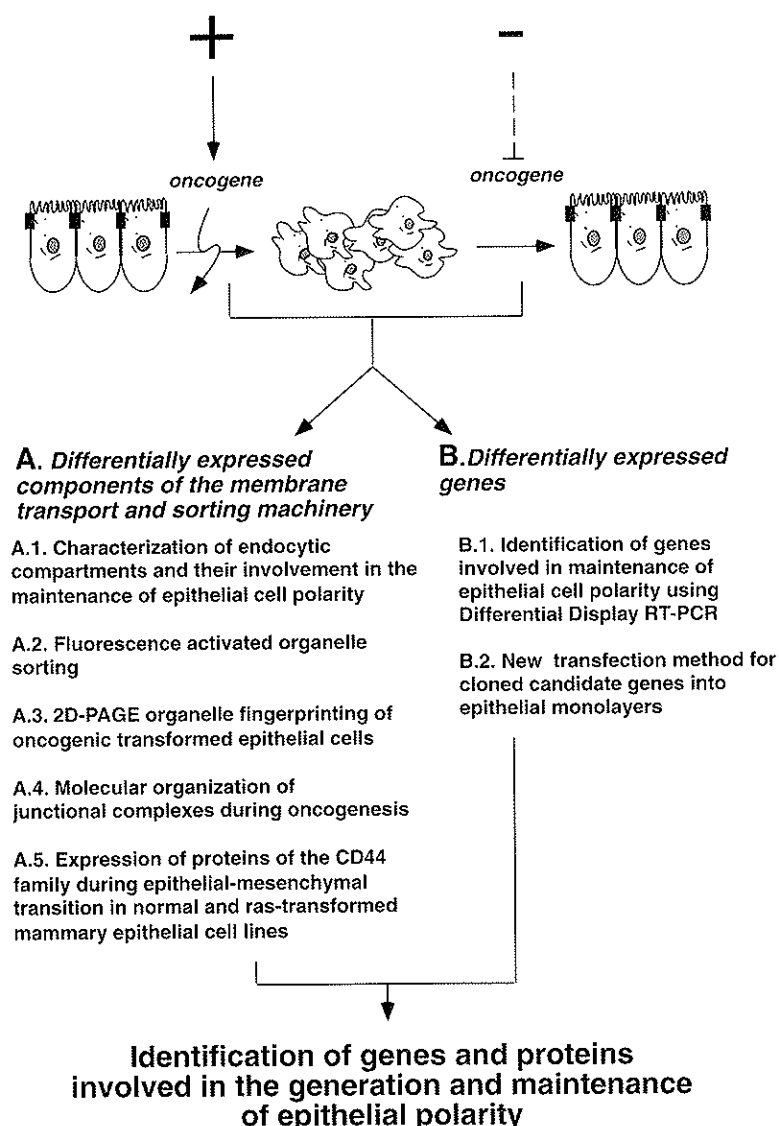 +
-
oncogene
oncogene
A. Differentially expressed
components of the membrane
transport and sorting machinery
A.1. Characterization of endocytic
compartments and their involvement in the
maintenance of epithelial cell polarity
A.2. Fluorescence activated organelle
sorting
A.3. 2D-PAGE organelle fingerprinting of
oncogenic transformed epithelial cells
A.4. Molecular organization of
junctional complexes during oncogenesis
A.5. Expression of proteins of the CD44
family during epithelial-mesenchymal
transition in normal and ras-transformed
mammary epithelial cell lines
B.Differentially expressed
genes
B.1. Identification of genes
involved in maintenance of
epithelial cell polarity using
Differential Display RT-PCR
B.2. New transfection method for
cloned candidate genes into
epithelial monolayers
Identification of genes and proteins
involved in the generation and maintenance
of epithelial polarity